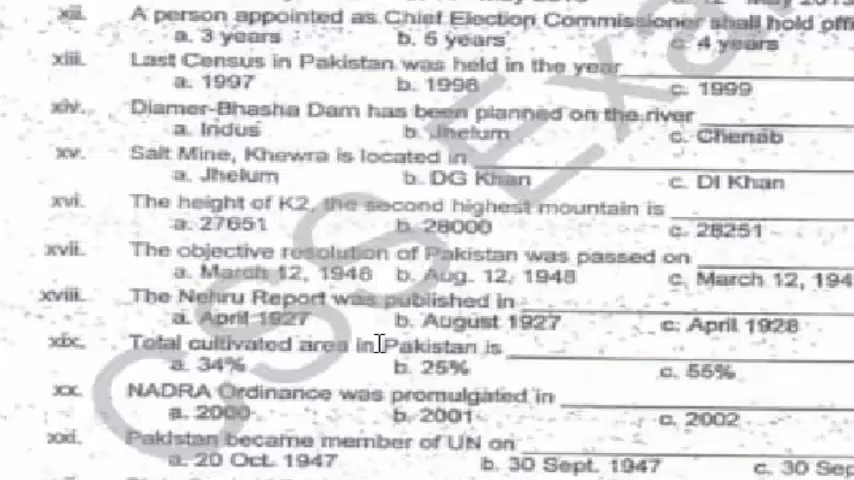 xii. A person appointed as Chief Election Commissioner shall hold offi
a. 3 years b. 5 years c. 4 years
xiii. Last Census in Pakistan was held in the year
a. 1997 b. 1998 c. 1999
xiv. Diamer-Bhasha Dam has been planned on the river
a. Indus b. Jhelum c. Chenab
xv. Salt Mine, Khewra is located in
a. Jhelum b. DG Khan c. DI Khan
xvi. The height of K2, the second highest mountain is
a. 27651 b. 28000 c. 28251
xvii. The objective resolution of Pakistan was passed on
a. March 12, 1946 b. Aug. 12, 1948 c. March 12, 194
xviii. The Nehru Report was published in
a. April 1927 b. August 1927 c. April 1928
xix. Total cultivated area in Pakistan is
a. 34% b. 25% c. 55%
xx. NADRA Ordinance was promulgated in
a. 2000 b. 2001 c. 2002
xxi. Pakistan became member of UN on
a. 20 Oct. 1947 b. 30 Sept. 1947 c. 30 Sep
CSS Exa